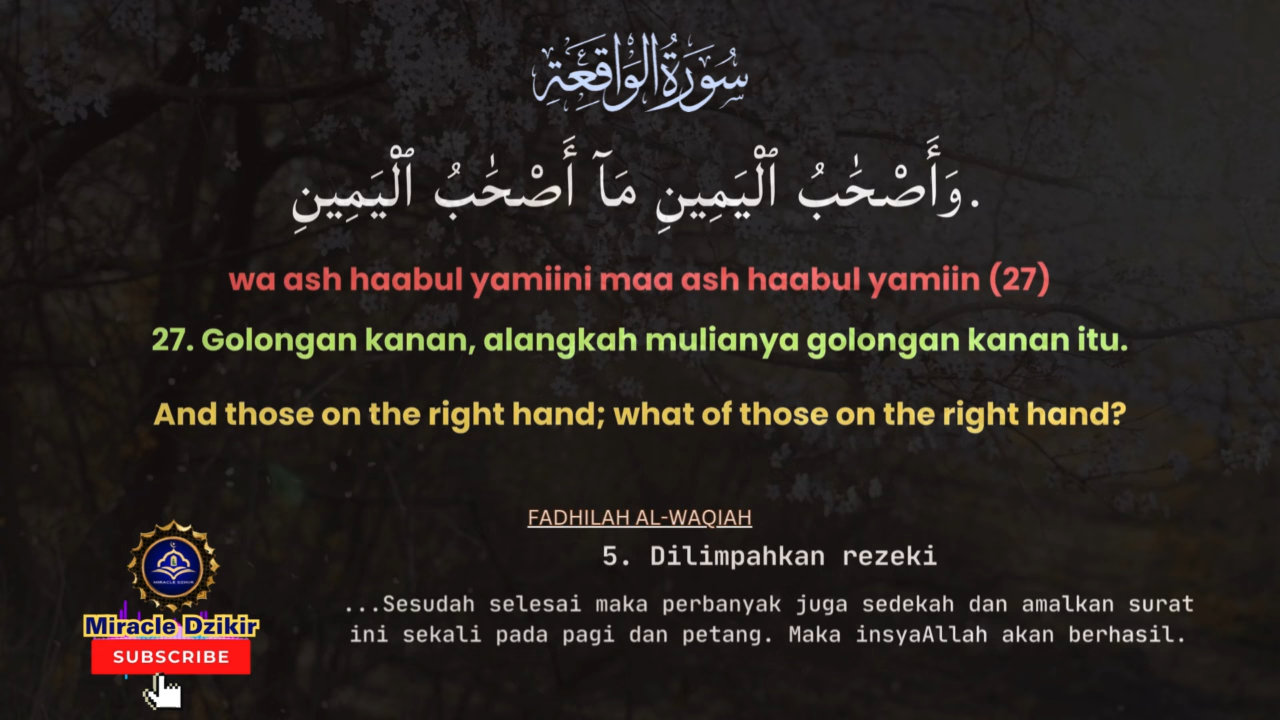 سُورَةُ الْوَاقِعَةِ
وَأَصْحَٰبُ ٱلْيَمِينِ مَآ أَصْحَٰبُ ٱلْيَمِينِ.
wa ash haabul yamiini maa ash haabul yamiin (27)
27. Golongan kanan, alangkah mulianya golongan kanan itu.
And those on the right hand; what of those on the right hand?
FADHILAH AL-WAQIAH
5. Dilimpahkan rezeki
...Sesudah selesai maka perbanyak juga sedekah dan amalkan surat
ini sekali pada pagi dan petang. Maka insyaAllah akan berhasil.
MIRACLE DZIKIR
Miracle Dzikir
SUBSCRIBE